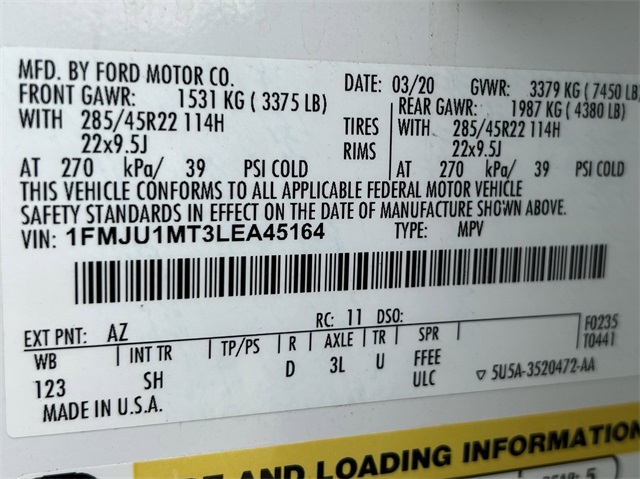 MFD. BY FORD MOTOR CO. DATE: 03/20 GVWR: 3379 KG (7450 LB)
FRONT GAWR: 1531 KG (3375 LB) REAR GAWR: 1987 KG (4380 LB)
WITH 285/45R22 114H TIRES WITH 285/45R22 114H
22x9.5J RIMS 22x9.5J
AT 270 kPa/ 39 PSI COLD AT 270 kPa/ 39 PSI COLD
THIS VEHICLE CONFORMS TO ALL APPLICABLE FEDERAL MOTOR VEHICLE
SAFETY STANDARDS IN EFFECT ON THE DATE OF MANUFACTURE SHOWN ABOVE.
VIN: 1FMJU1MT3LEA45164 TYPE: MPV
EXT PNT: AZ RC: 11 DSO: F0235
T0441
WB INT TR TP/PS R AXLE TR SPR
123 SH D 3L U FFEE
ULC ▽ 5U5A-3520472-AA
MADE IN U.S.A.
AND LOADING INFORMATION
5